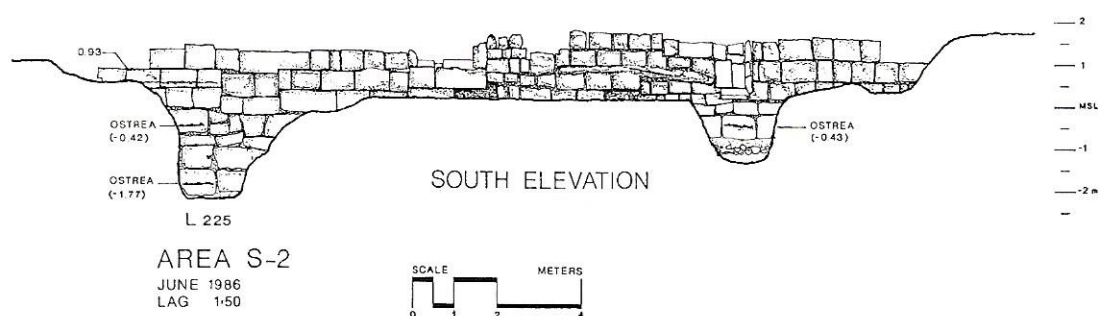 0.93
OSTREA
(-0.42)
OSTREA
(-1.77)
L 225
SOUTH ELEVATION
OSTREA
(-0.43)
2
1
MSL
-1
-2 m
AREA S-2
JUNE 1986
LAG 1:50
SCALE METERS
0 1 2 4